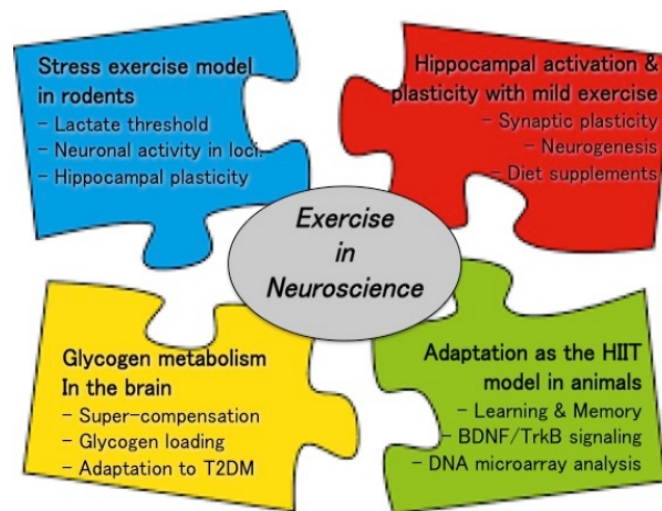 Stress exercise model
in rodents
- Lactate threshold
- Neuronal activity in loci.
- Hippocampal plasticity
Hippocampal activation &
plasticity with mild exercise
- Synaptic plasticity
- Neurogenesis
- Diet supplements
Exercise
in
Neuroscience
Glycogen metabolism
In the brain
- Super-compensation
- Glycogen loading
- Adaptation to T2DM
Adaptation as the HIIT
model in animals
- Learning & Memory
- BDNF/TrkB signaling
- DNA microarray analysis